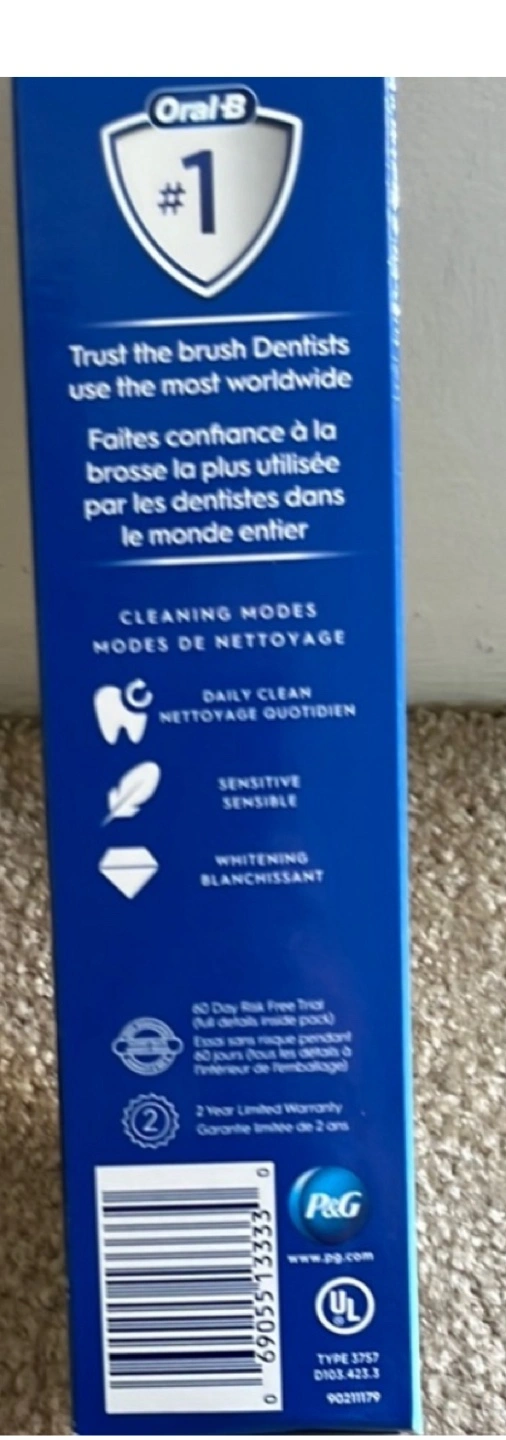 Oral-B
#1
Trust the brush Dentists
use the most worldwide
Faites confiance à la
brosse la plus utilisée
par les dentistes dans
le monde entier
CLEANING MODES
MODES DE NETTOYAGE
DAILY CLEAN
NETTOYAGE QUOTIDIEN
SENSITIVE
SENSIBLE
WHITENING
BLANCHISSANT
60 Day Risk Free Trial
(full details inside pack)
Essai sans risque pendant
60 jours (tous les détails à
l'intérieur de l'emballage)
2
2 Year Limited Warranty
Garantie limitée de 2 ans
0 69055 13333 0
P&G
www.pg.com
UL
TYPE 3757
D103.423.3
90211179